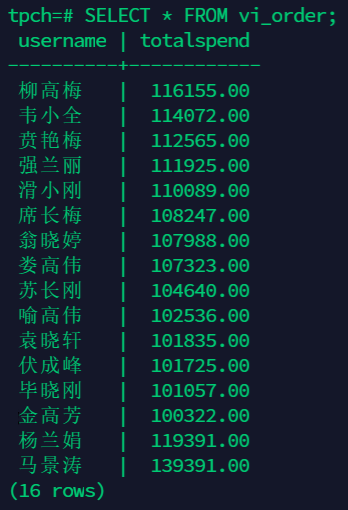 tpch=# SELECT * FROM vi_order;
username | totalspend
----------+------------
柳高梅 | 116155.00
韦小全 | 114072.00
贲艳梅 | 112565.00
强兰丽 | 111925.00
滑小刚 | 110089.00
席长梅 | 108247.00
翁晓婷 | 107988.00
娄高伟 | 107323.00
苏长刚 | 104640.00
喻高伟 | 102536.00
袁晓轩 | 101835.00
伏成峰 | 101725.00
毕晓刚 | 101057.00
金高芳 | 100322.00
杨兰娟 | 119391.00
马景涛 | 139391.00
(16 rows)